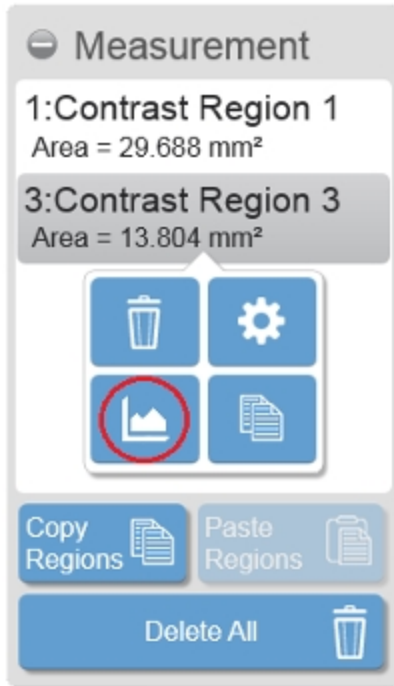 Measurement
1:Contrast Region 1
Area = 29.688 mm²
3:Contrast Region 3
Area = 13.804 mm²
Copy
Regions
Paste
Regions
Delete All